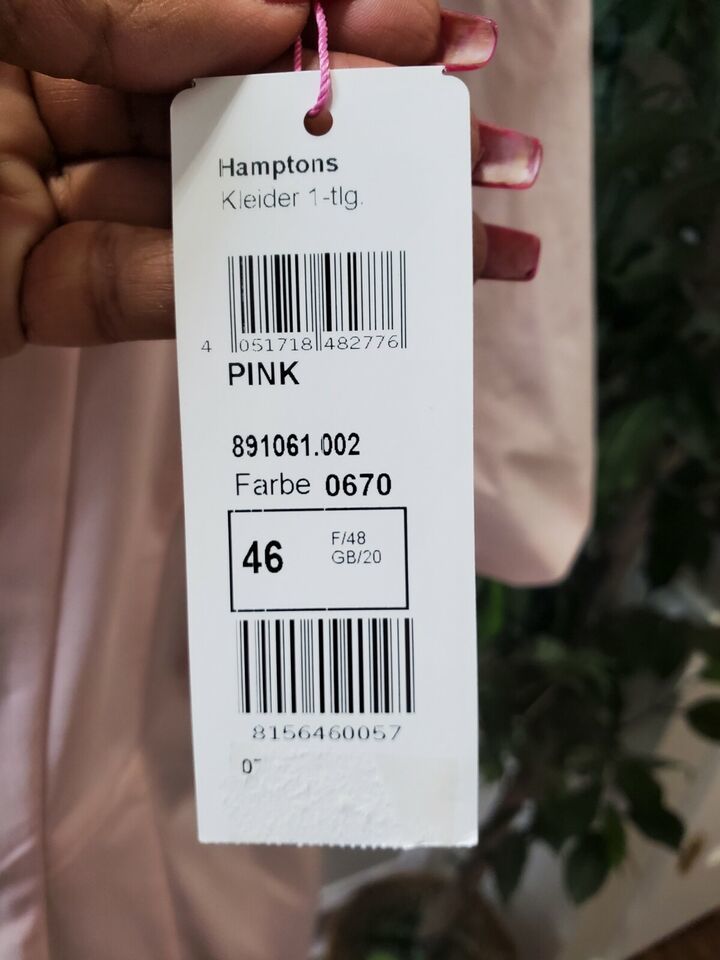 Hamptons
Kleider 1-tlg.
4 051718 482776
PINK
891061.002
Farbe 0670
46
F/48
GB/20
8156460057